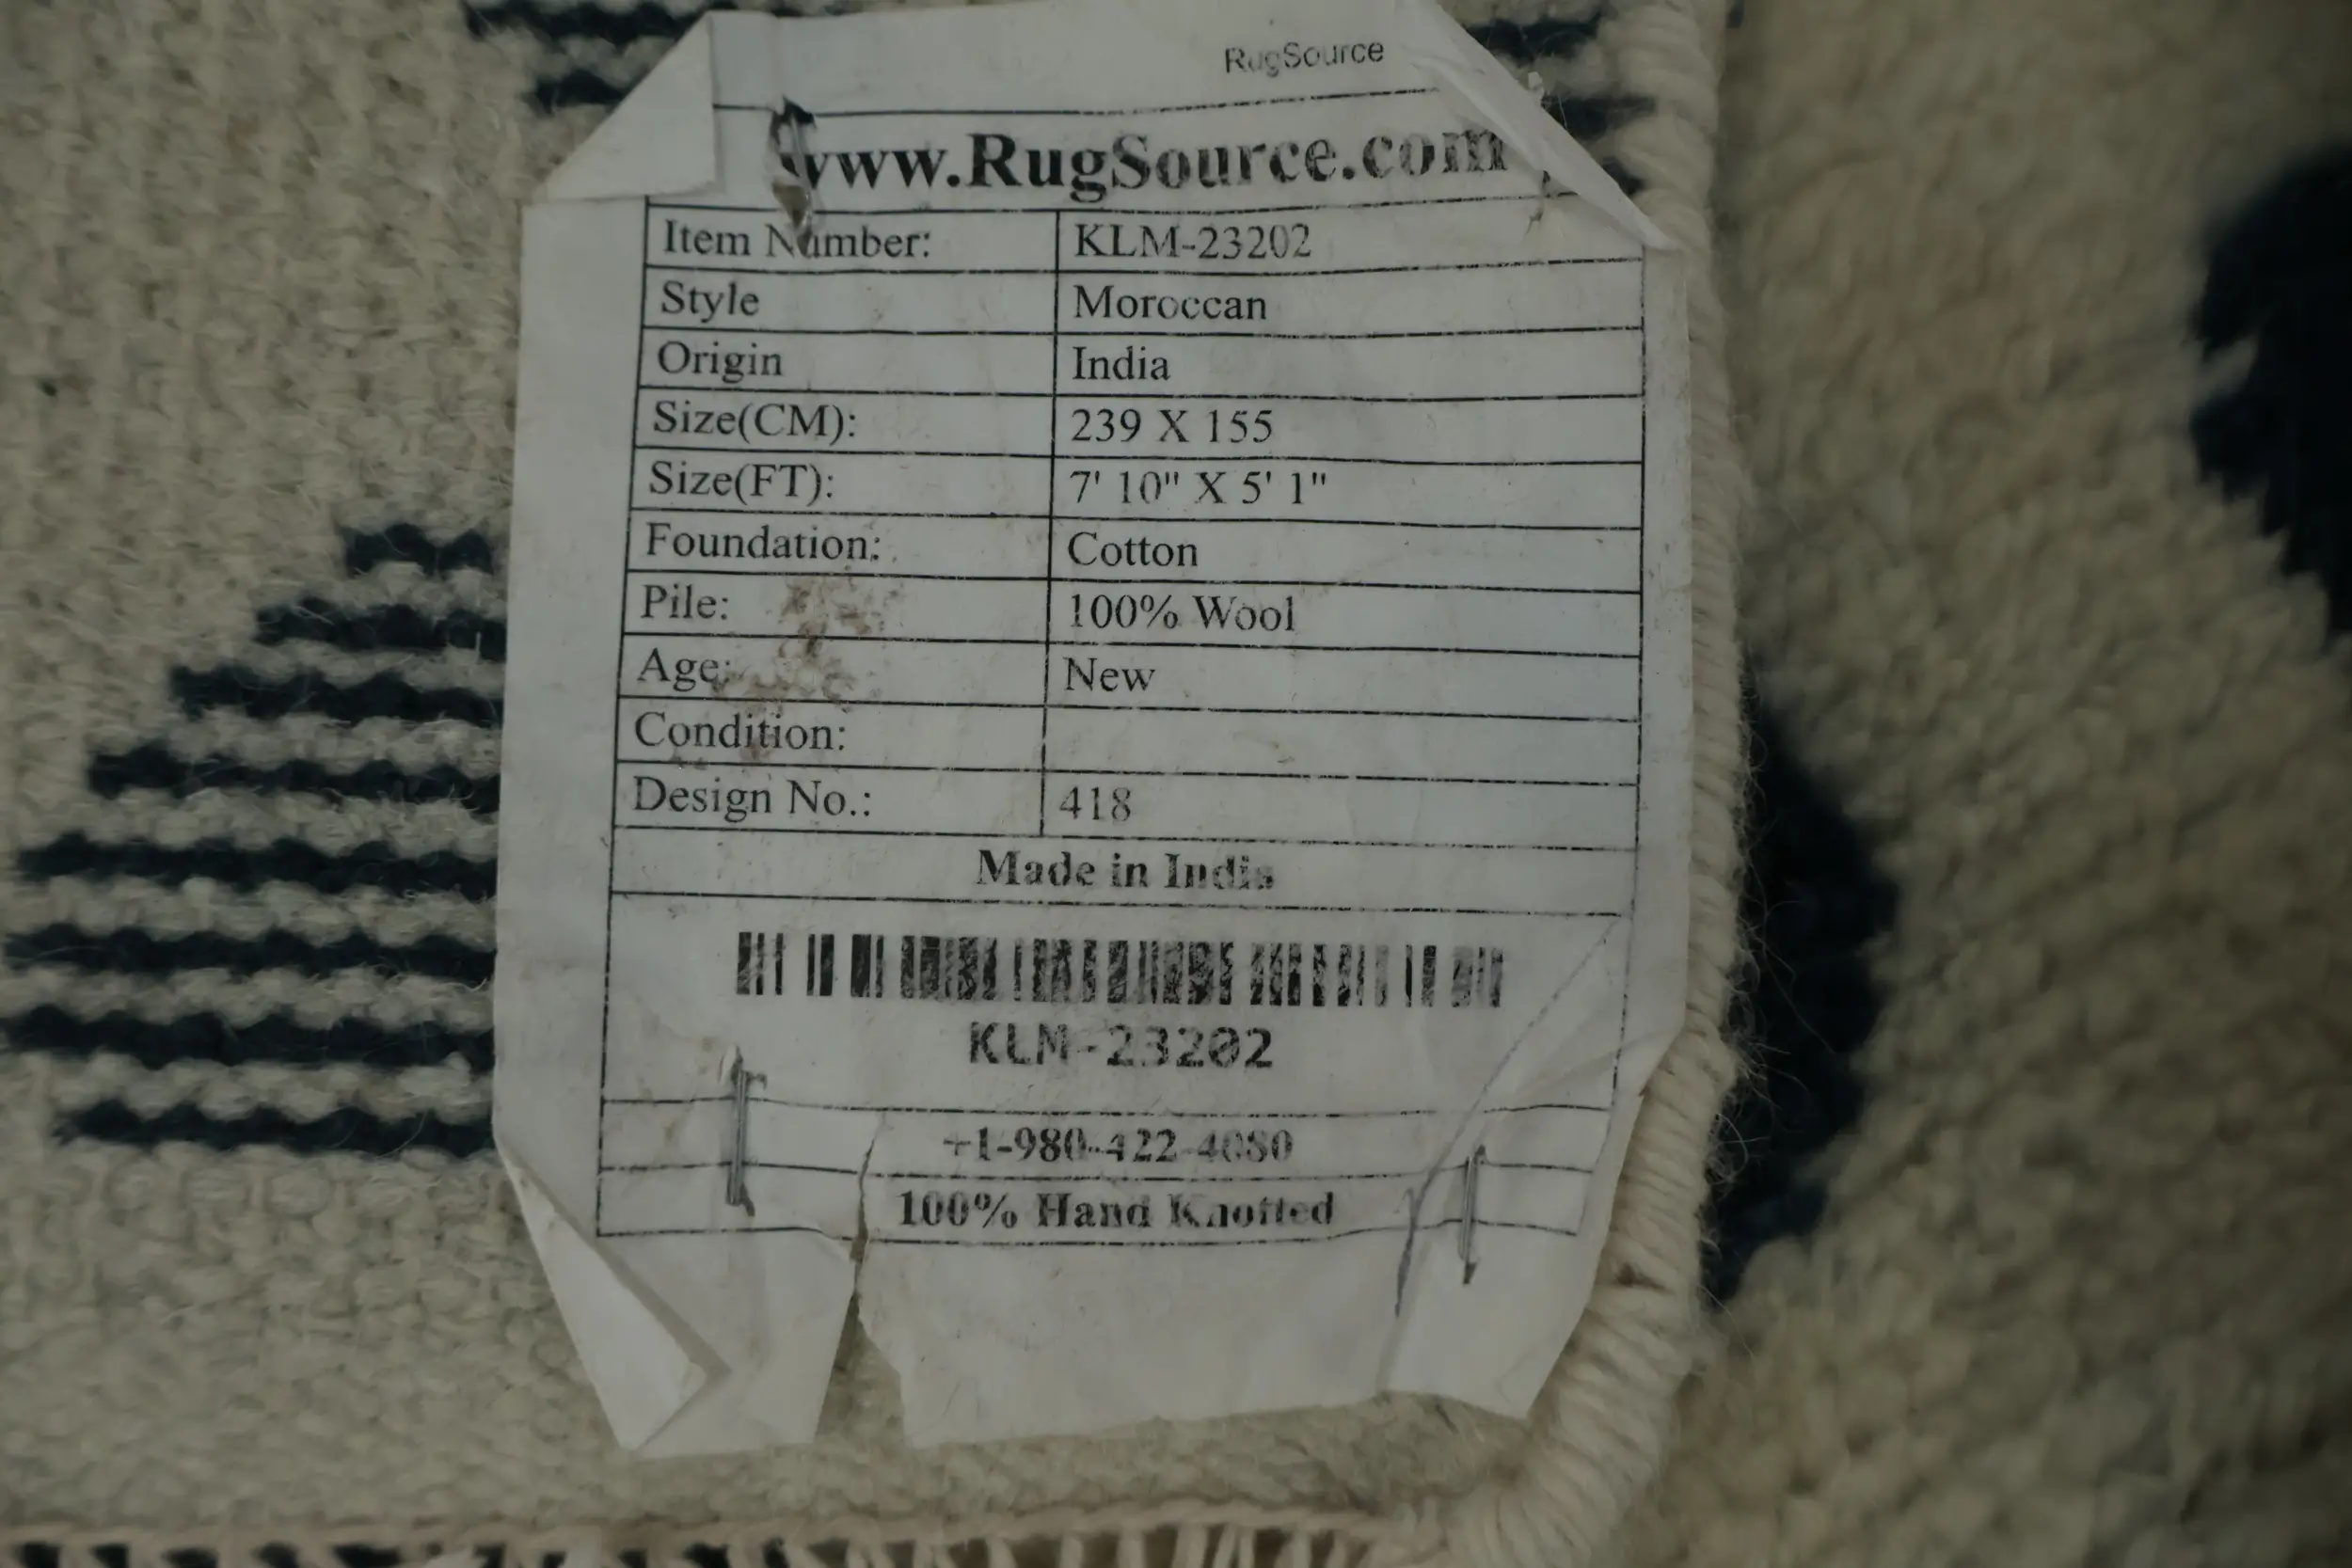 RugSource
www.RugSource.com
Item Number: KLM-23202
Style Moroccan
Origin India
Size(CM): 239 X 155
Size(FT): 7' 10" X 5' 1"
Foundation: Cotton
Pile: 100% Wool
Age: New
Condition:
Design No.: 418
Made in India
KLM-23202
+1-980-422-4080
100% Hand Knotted